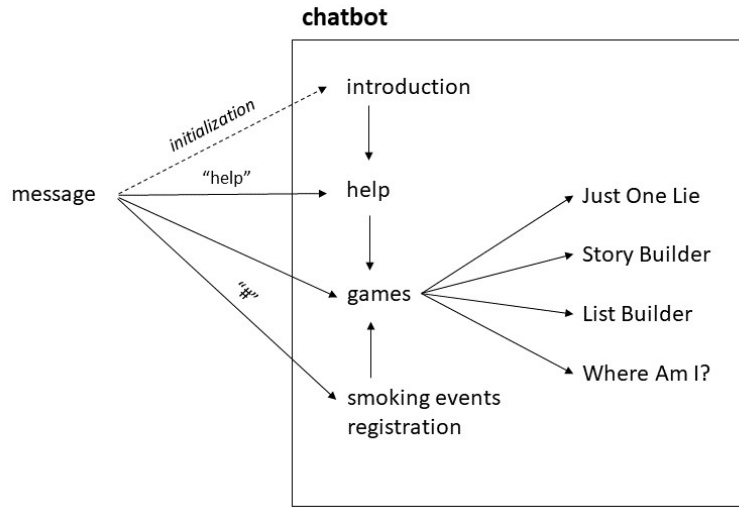 chatbot
introduction
initialization
“help”
message
help
Just One Lie
Story Builder
“#”
games
List Builder
Where Am I?
smoking events
registration